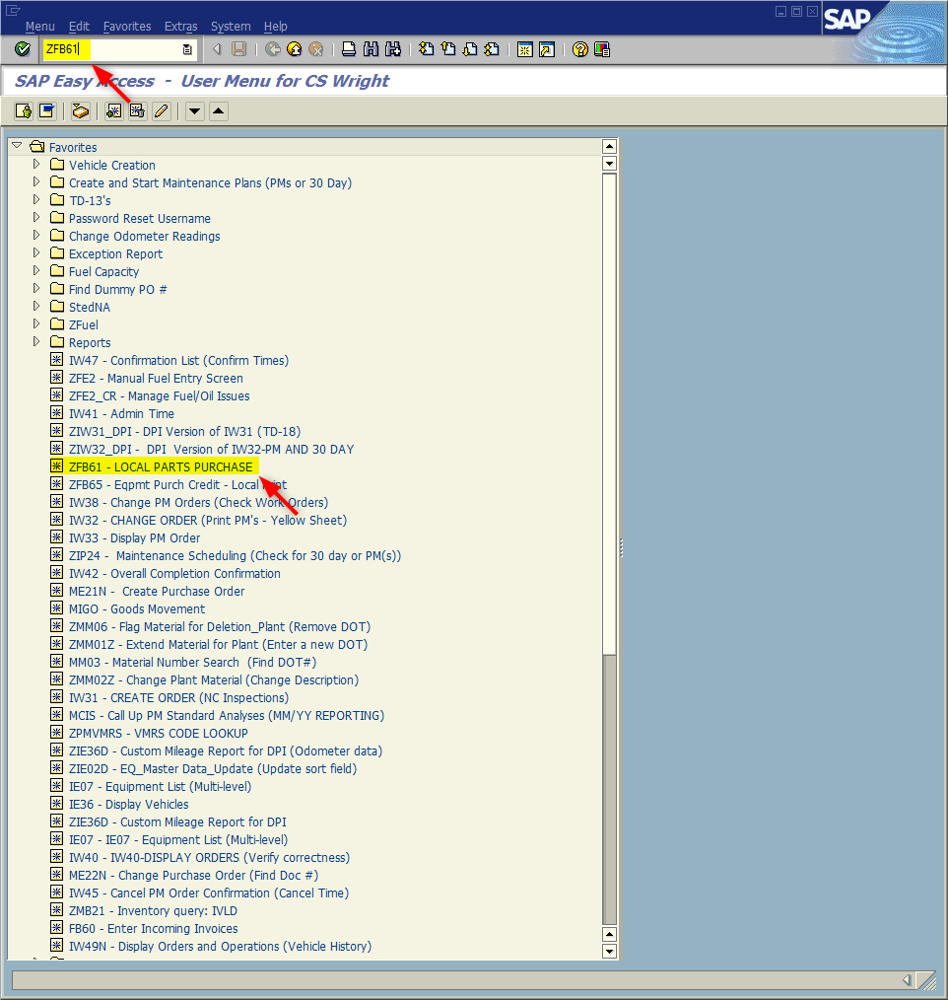 Menu Edit Favorites Extras System Help
SAP
ZFB61
SAP Easy Access - User Menu for CS Wright
Favorites
Vehicle Creation
Create and Start Maintenance Plans (PMs or 30 Day)
TD-13's
Password Reset Username
Change Odometer Readings
Exception Report
Fuel Capacity
Find Dummy PO #
StedNA
ZFuel
Reports
IW47 - Confirmation List (Confirm Times)
ZFE2 - Manual Fuel Entry Screen
ZFE2_CR - Manage Fuel/Oil Issues
IW41 - Admin Time
ZIW31_DPI - DPI Version of IW31 (TD-18)
ZIW32_DPI -  DPI  Version of IW32-PM AND 30 DAY
ZFB61 - LOCAL PARTS PURCHASE
ZFB65 - Eqpmt Purch Credit - Local Print
IW38 - Change PM Orders (Check Work Orders)
IW32 - CHANGE ORDER (Print PM's - Yellow Sheet)
IW33 - Display PM Order
ZIP24 -  Maintenance Scheduling (Check for 30 day or PM(s))
IW42 - Overall Completion Confirmation
ME21N -  Create Purchase Order
MIGO - Goods Movement
ZMM06 - Flag Material for Deletion_Plant (Remove DOT)
ZMM01Z - Extend Material for Plant (Enter a new DOT)
MM03 - Material Number Search  (Find DOT#)
ZMM02Z - Change Plant Material (Change Description)
IW31 - CREATE ORDER (NC Inspections)
MCIS - Call Up PM Standard Analyses (MM/YY REPORTING)
ZPMVMRS - VMRS CODE LOOKUP
ZIE36D - Custom Mileage Report for DPI (Odometer data)
ZIE02D - EQ_Master Data_Update (Update sort field)
IE07 - Equipment List (Multi-level)
IE36 - Display Vehicles
ZIE36D - Custom Mileage Report for DPI
IE07 - IE07 - Equipment List (Multi-level)
IW40 - IW40-DISPLAY ORDERS (Verify correctness)
ME22N - Change Purchase Order (Find Doc #)
IW45 - Cancel PM Order Confirmation (Cancel Time)
ZMB21 - Inventory query: IVLD
FB60 - Enter Incoming Invoices
IW49N - Display Orders and Operations (Vehicle History)